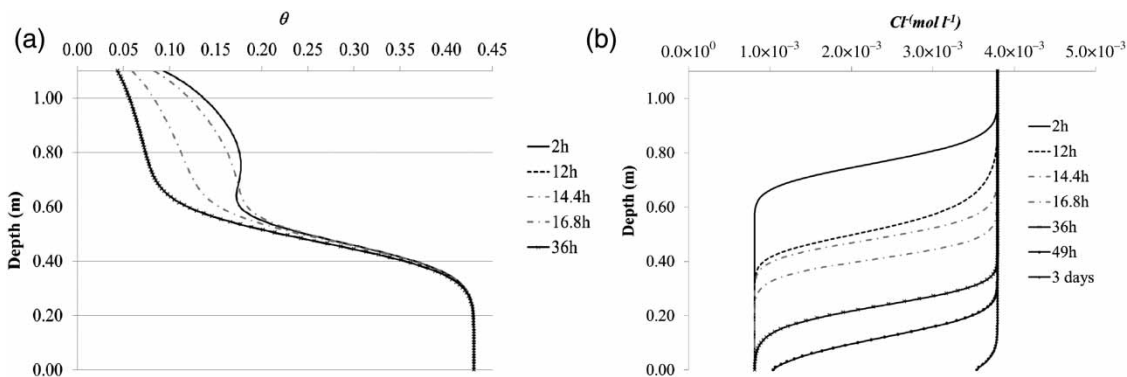 (a)
θ
0.00 0.05 0.10 0.15 0.20 0.25 0.30 0.35 0.40 0.45
1.00
0.80
0.60
0.40
0.20
0.00
Depth (m)
2h
12h
14.4h
16.8h
36h
(b)
Cl-(mol l-1)
0.0×10⁰ 1.0×10⁻³ 2.0×10⁻³ 3.0×10⁻³ 4.0×10⁻³ 5.0×10⁻³
1.00
0.80
0.60
0.40
0.20
0.00
Depth (m)
2h
12h
14.4h
16.8h
36h
49h
3 days